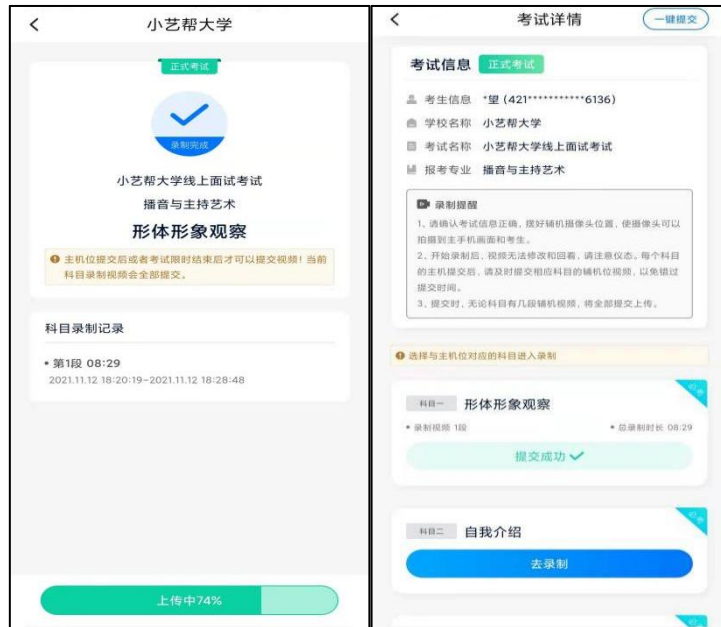 小艺帮大学
正式考试
录制完成
小艺帮大学线上面试考试
播音与主持艺术
形体形象观察
主机位提交后或者考试限时结束后才可以提交视频！当前
科目录制视频会全部提交。
科目录制记录
• 第1段 08:29
2021.11.12 18:20:19~2021.11.12 18:28:48
上传中74%
考试详情
一键提交
考试信息 正式考试
考生信息 *望 (421***********6136)
学校名称 小艺帮大学
考试名称 小艺帮大学线上面试考试
报考专业 播音与主持艺术
录制提醒
1、请确认考试信息正确，摆好辅机摄像头位置，使摄像头可以
拍摄到主手机画面和考生。
2、开始录制后，视频无法修改和回看，请注意仪态。每个科目
的主机提交后，请及时提交相应科目的辅机位视频，以免错过
提交时间。
3、提交时，无论科目有几段辅机视频，将全部提交上传。
选择与主机位对应的科目进入录制
科目一 形体形象观察
必考
• 录制视频 1段 • 总录制时长 08:29
提交成功
科目二 自我介绍
必考
去录制